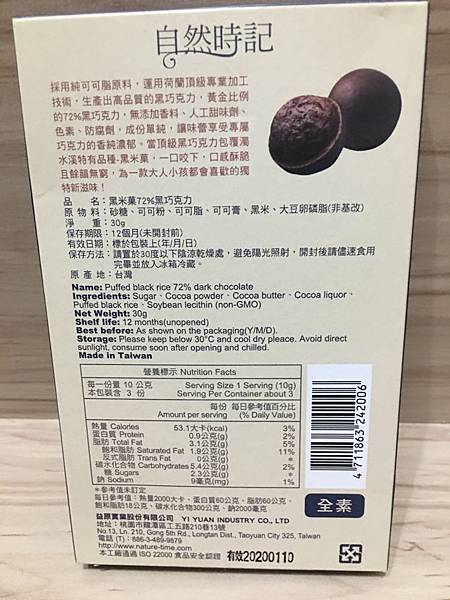 自然時記
採用純可可脂原料，運用荷蘭頂級專業加工
技術，生產出高品質的黑巧克力，黃金比例
的72%黑巧克力，無添加香料、人工甜味劑、
色素、防腐劑，成份單純，讓味蕾享受專屬
巧克力的香純濃郁。當頂級黑巧克力包覆濁
水溪特有品種-黑米菓，一口咬下，口感酥脆
且餘韻無窮，為一款大人小孩都會喜歡的獨
特新滋味！
品　　名：黑米菓72%黑巧克力
原 物 料：砂糖、可可粉、可可脂、可可膏、黑米、大豆卵磷脂(非基改)
淨　　重：30g
保存期限：12個月(未開封前)
有效日期：標於包裝上(年/月/日)
保存方法：請置於30度以下陰涼乾燥處，避免陽光照射，開封後請儘速食用
完畢並放入冰箱冷藏。
原 產 地：台灣
Name: Puffed black rice 72% dark chocolate
Ingredients: Sugar、Cocoa powder、Cocoa butter、Cocoa liquor、
Puffed black rice、Soybean lecithin (non-GMO)
Net Weight: 30g
Shelf life: 12 months(unopened)
Best before: As shown on the packaging(Y/M/D).
Storage: Please keep below 30°C and cool dry pleace. Avoid direct
sunlight, consume soon after opening and chilled.
Made in Taiwan
營養標示 Nutrition Facts
每一份量 10 公克 Serving Size 1 Serving (10g)
本包裝含 3 份 Serving Per Container about 3
每份 每日參考值百分比
Amount per serving (% Daily Value)
熱量 Calories 53.1大卡(kcal) 3%
蛋白質 Protein 0.9公克(g) 2%
脂肪 Total Fat 3.1公克(g) 5%
飽和脂肪 Saturated Fat 1.9公克(g) 11%
反式脂肪 Trans Fat 0公克(g) *
碳水化合物 Carbohydrates 5.4公克(g) 2%
糖 Sugars 2.3公克(g) *
鈉 Sodium 9毫克(mg) 1%
*參考值未訂定
每日參考值：熱量2000大卡、蛋白質60公克、脂肪60公克、
飽和脂肪18公克、碳水化合物300公克、鈉2000毫克
4 711863 242006
全素
益原實業股份有限公司 YI YUAN INDUSTRY CO., LTD
地址：桃園市龍潭區工五路210巷13號
No.13, Ln. 210, Gong 5th Rd., Longtan Dist., Taoyuan City 325, Taiwan
電話 (T)：886-3-489-9879
http://www.nature-time.com
本工廠通過 ISO 22000 食品安全認證 有效20200110